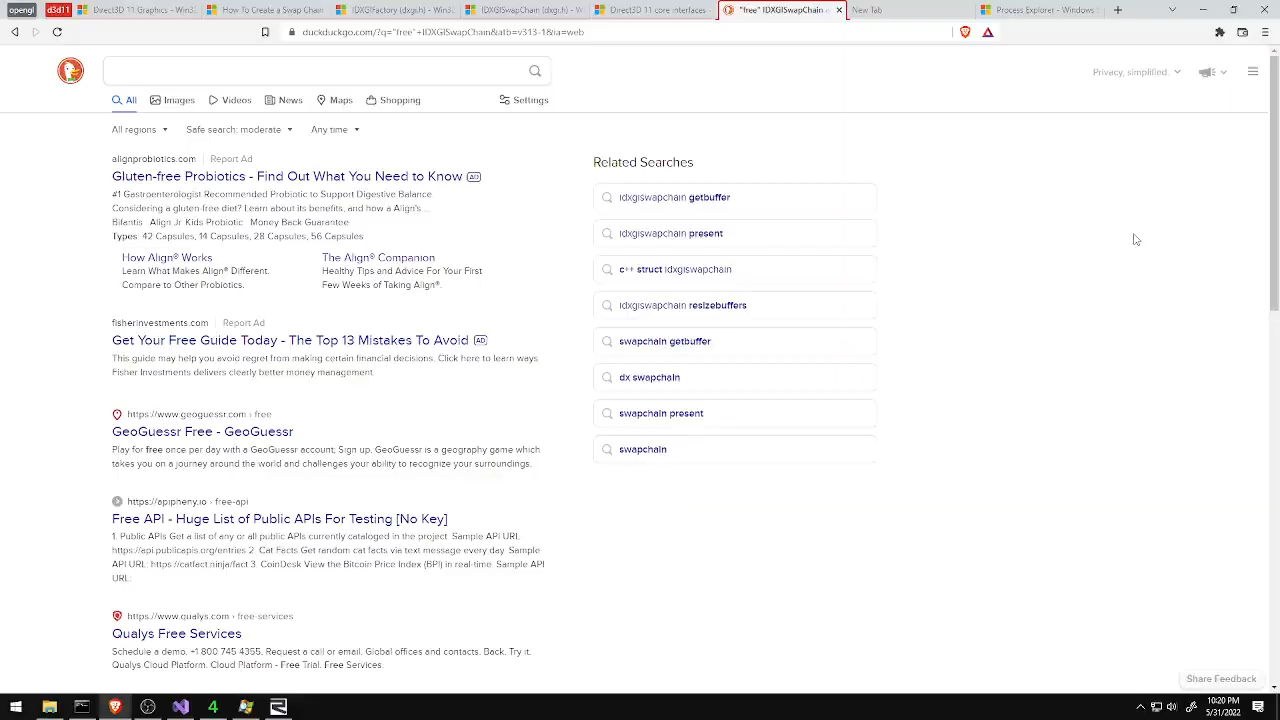 opengl
d3d11
Direct3D 11 Graphics - Win3
How To Create a Swap Chain
IDXGIFactory (dxgi.h) - Win3
IDXGISwapChain (dxgi.h) - W
Direct3D 11 core interfaces -
"free" IDXGISwapChain
New Tab
Process Explorer - Windows
duckduckgo.com/?q="free"+IDXGISwapChain&atb=v313-1&ia=web
Privacy, simplified.
All
Images
Videos
News
Maps
Shopping
Settings
All regions
Safe search: moderate
Any time
alignprobiotics.com
Report Ad
Gluten-free Probiotics - Find Out What You Need to Know AD
#1 Gastroenterologist Recommended Probiotic to Support Digestive Balance.
Considering a gluten-free diet? Learn about its benefits, and how a Align's ...
Bifantis · Align Jr. Kids Probiotic · Money Back Guarantee
Types: 42 Capsules, 14 Capsules, 28 Capsules, 56 Capsules
How Align® Works
Learn What Makes Align® Different.
Compare to Other Probiotics.
The Align® Companion
Healthy Tips and Advice For Your First
Few Weeks of Taking Align®.
fisherinvestments.com
Report Ad
Get Your Free Guide Today - The Top 13 Mistakes To Avoid AD
This guide may help you avoid regret from making certain financial decisions. Click here to learn ways
Fisher Investments delivers clearly better money management.
https://www.geoguessr.com › free
GeoGuessr Free - GeoGuessr
Play for free once per day with a GeoGuessr account, Sign up. GeoGuessr is a geography game which
takes you on a journey around the world and challenges your ability to recognize your surroundings.
https://apipheny.io › free-api
Free API - Huge List of Public APIs For Testing [No Key]
1. Public APIs Get a list of any or all public APIs currently cataloged in the project. Sample API URL
https://api.publicapis.org/entries 2. Cat Facts Get random cat facts via text message every day. Sample
API URL: https://catfact.ninja/fact 3. CoinDesk View the Bitcoin Price Index (BPI) in real-time. Sample API
URL:
https://www.qualys.com › free-services
Qualys Free Services
Schedule a demo. +1 800 745 4355. Request a call or email. Global offices and contacts. Back. Try it.
Qualys Cloud Platform. Cloud Platform - Free Trial. Free Services.
Related Searches
idxgiswapchain getbuffer
idxgiswapchain present
c++ struct idxgiswapchain
idxgiswapchain resizebuffers
swapchain getbuffer
dx swapchain
swapchain present
swapchain
Share Feedback
4
10:20 PM
5/31/2022